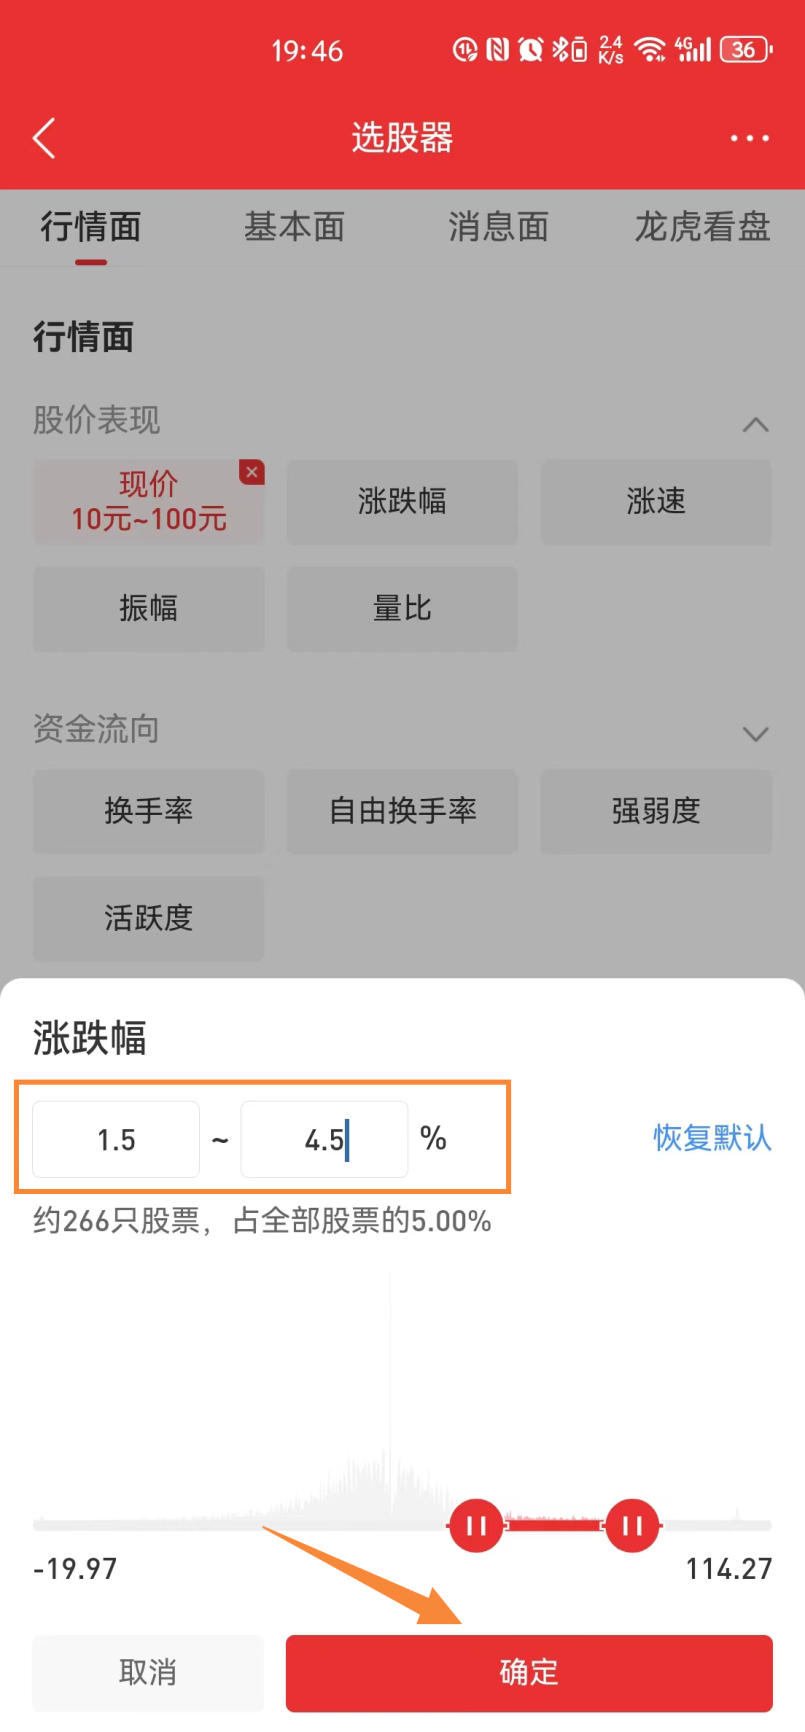 19:46
2.4
K/s
4G
36
选股器
行情面
基本面
消息面
龙虎看盘
行情面
股价表现
现价
10元~100元
涨跌幅
涨速
振幅
量比
资金流向
换手率
自由换手率
强弱度
活跃度
涨跌幅
1.5 ~ 4.5 %
恢复默认
约266只股票，占全部股票的5.00%
-19.97
114.27
取消
确定